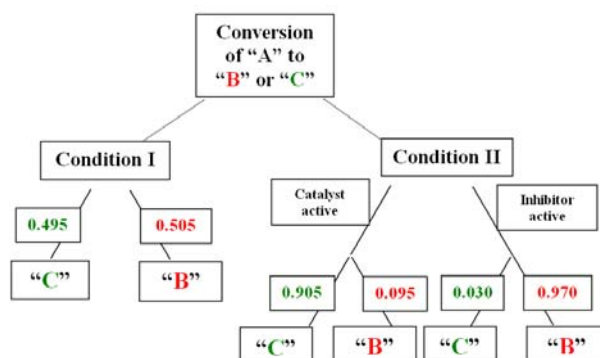 Conversion
of “A” to
“B” or “C”
Condition I
Condition II
Catalyst
active
Inhibitor
active
0.495
0.505
“C”
“B”
0.905
0.095
0.030
0.970
“C”
“B”
“C”
“B”